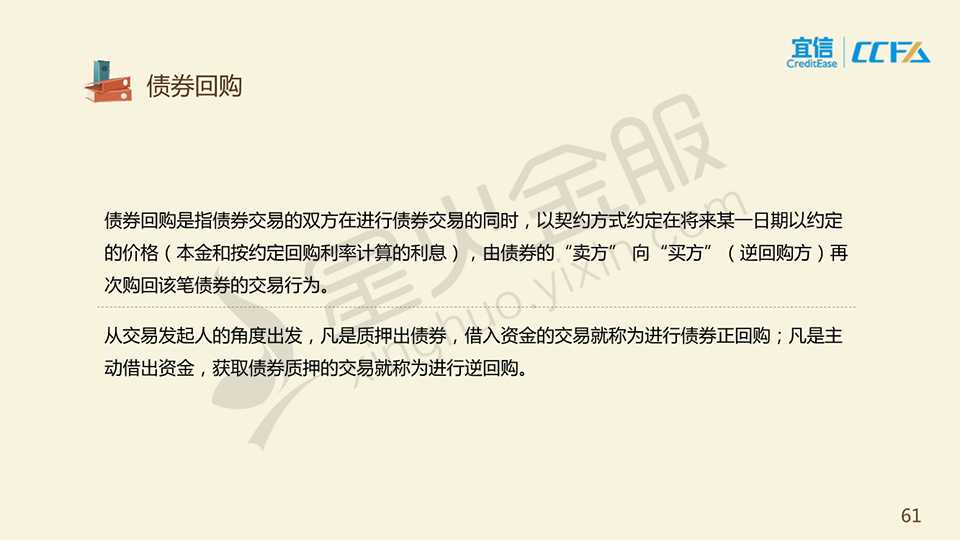 宜信
CreditEase
CCFA
债券回购
债券回购是指债券交易的双方在进行债券交易的同时，以契约方式约定在将来某一日期以约定
的价格（本金和按约定回购利率计算的利息），由债券的“卖方” 向“买方”（逆回购方）再
次购回该笔债券的交易行为。
从交易发起人的角度出发，凡是质押出债券，借入资金的交易就称为进行债券正回购；凡是主
动借出资金，获取债券质押的交易就称为进行逆回购。
星火金服
xinghuo.yixin.com
61